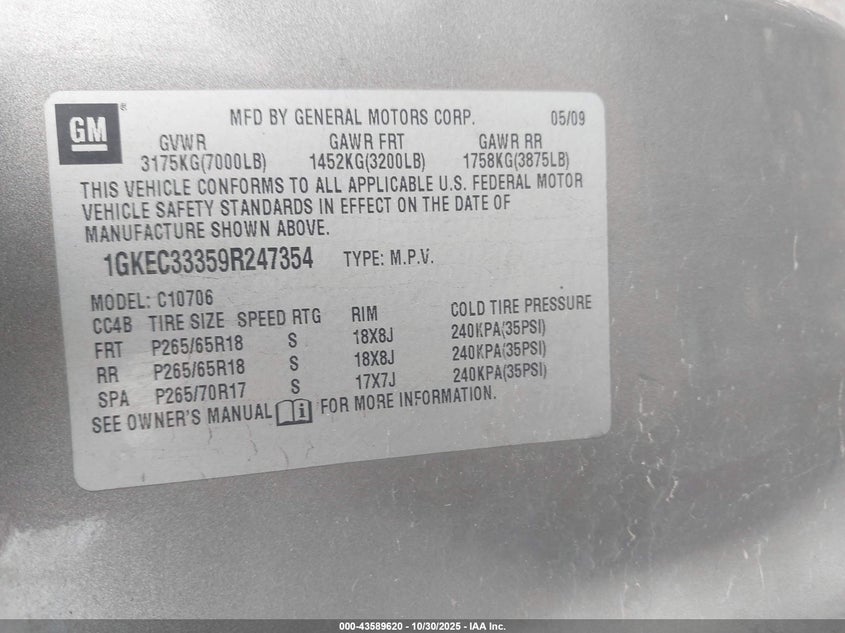 GM ®
MFD BY GENERAL MOTORS CORP. 05/09
GVWR GAWR FRT GAWR RR
3175KG(7000LB) 1452KG(3200LB) 1758KG(3875LB)
THIS VEHICLE CONFORMS TO ALL APPLICABLE U.S. FEDERAL MOTOR
VEHICLE SAFETY STANDARDS IN EFFECT ON THE DATE OF
MANUFACTURE SHOWN ABOVE.
1GKEC33359R247354 TYPE: M.P.V.
MODEL: C10706
CC4B TIRE SIZE SPEED RTG RIM COLD TIRE PRESSURE
FRT P265/65R18 S 18X8J 240KPA(35PSI)
RR P265/65R18 S 18X8J 240KPA(35PSI)
SPA P265/70R17 S 17X7J 240KPA(35PSI)
SEE OWNER'S MANUAL i FOR MORE INFORMATION.
000-43589620 - 10/30/2025 - IAA Inc.